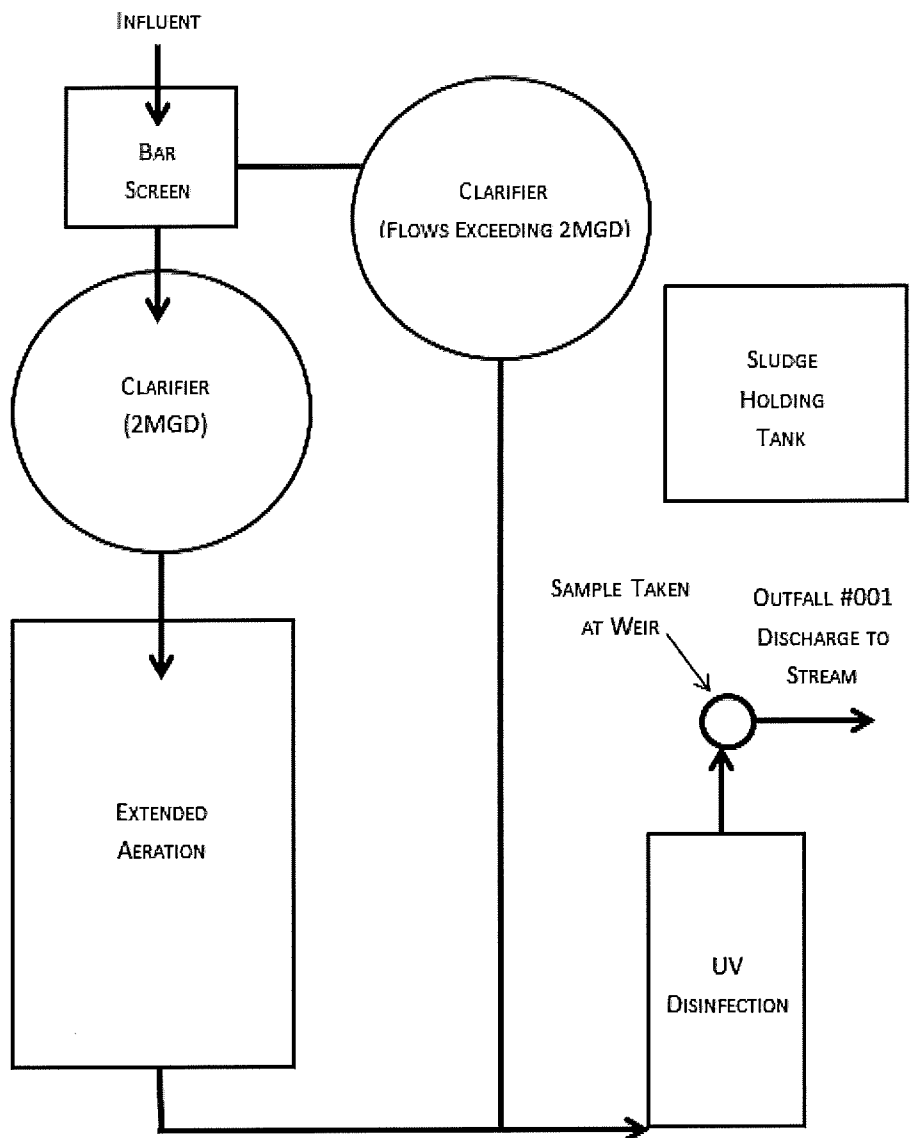 INFLUENT
BAR
SCREEN
CLARIFIER
(FLOWS EXCEEDING 2MGD)
CLARIFIER
(2MGD)
SLUDGE
HOLDING
TANK
SAMPLE TAKEN
AT WEIR
OUTFALL #001
DISCHARGE TO
STREAM
EXTENDED
AERATION
UV
DISINFECTION